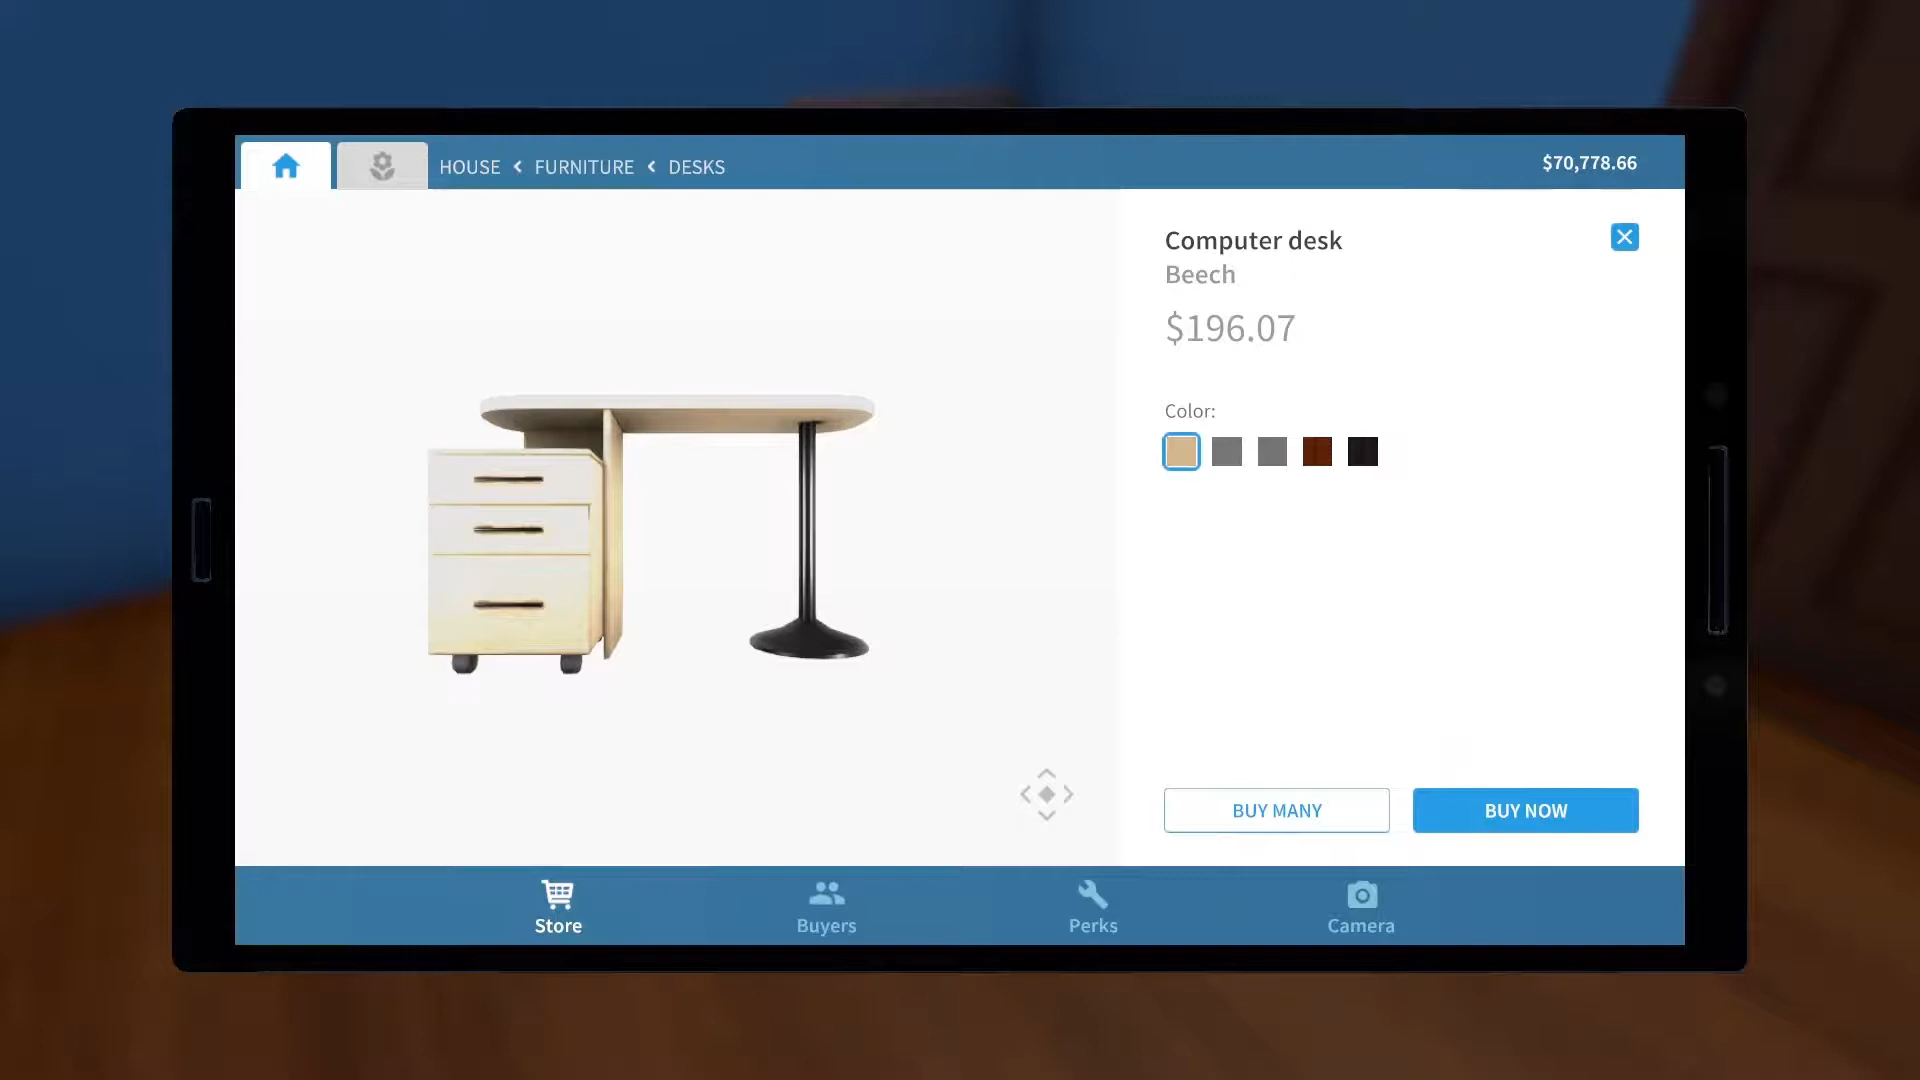 HOUSE < FURNITURE < DESKS
$70,778.66
Computer desk
Beech
$196.07
Color:
BUY MANY
BUY NOW
Store
Buyers
Perks
Camera